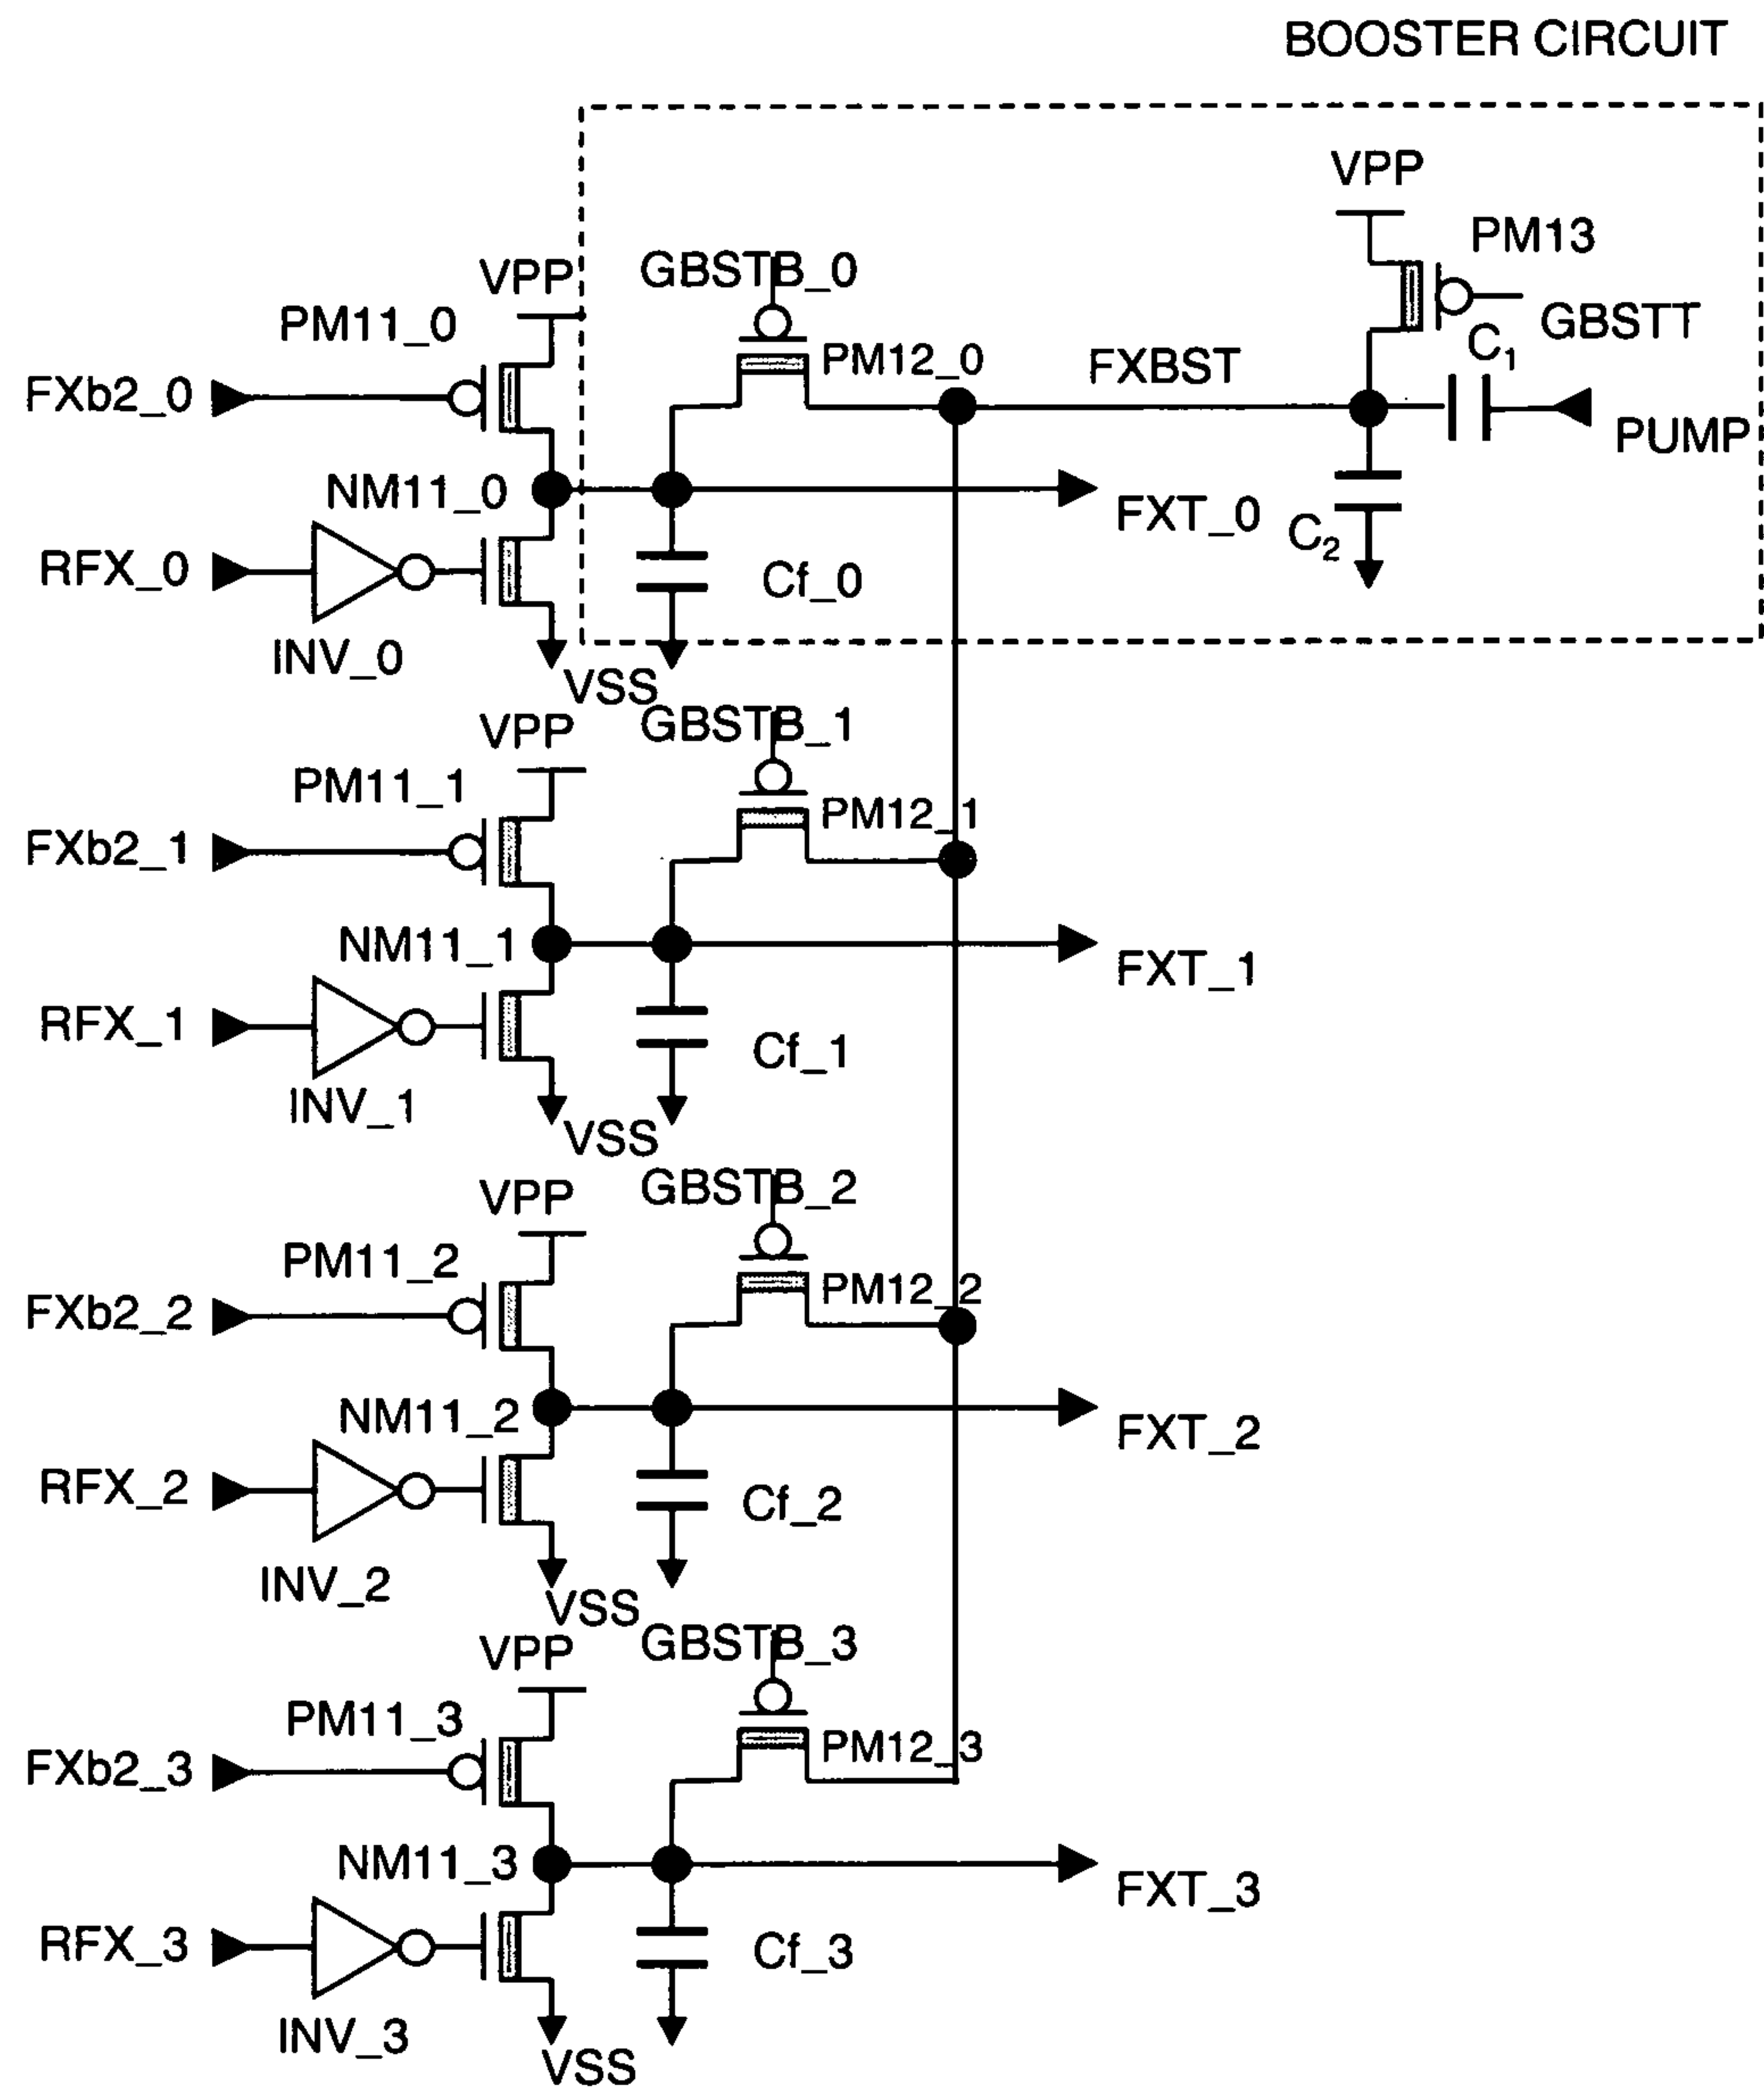 BOOSTER CIRCUIT
VPP
PM13
GBSTT
C1
PUMP
C2
FXBST
VPP
GBSTB_0
PM11_0
PM12_0
FXb2_0
NM11_0
FXT_0
RFX_0
Cf_0
INV_0
VSS
VPP
GBSTB_1
PM11_1
PM12_1
FXb2_1
NM11_1
FXT_1
RFX_1
Cf_1
INV_1
VSS
VPP
GBSTB_2
PM11_2
PM12_2
FXb2_2
NM11_2
FXT_2
RFX_2
Cf_2
INV_2
VSS
VPP
GBSTB_3
PM11_3
PM12_3
FXb2_3
NM11_3
FXT_3
RFX_3
Cf_3
INV_3
VSS